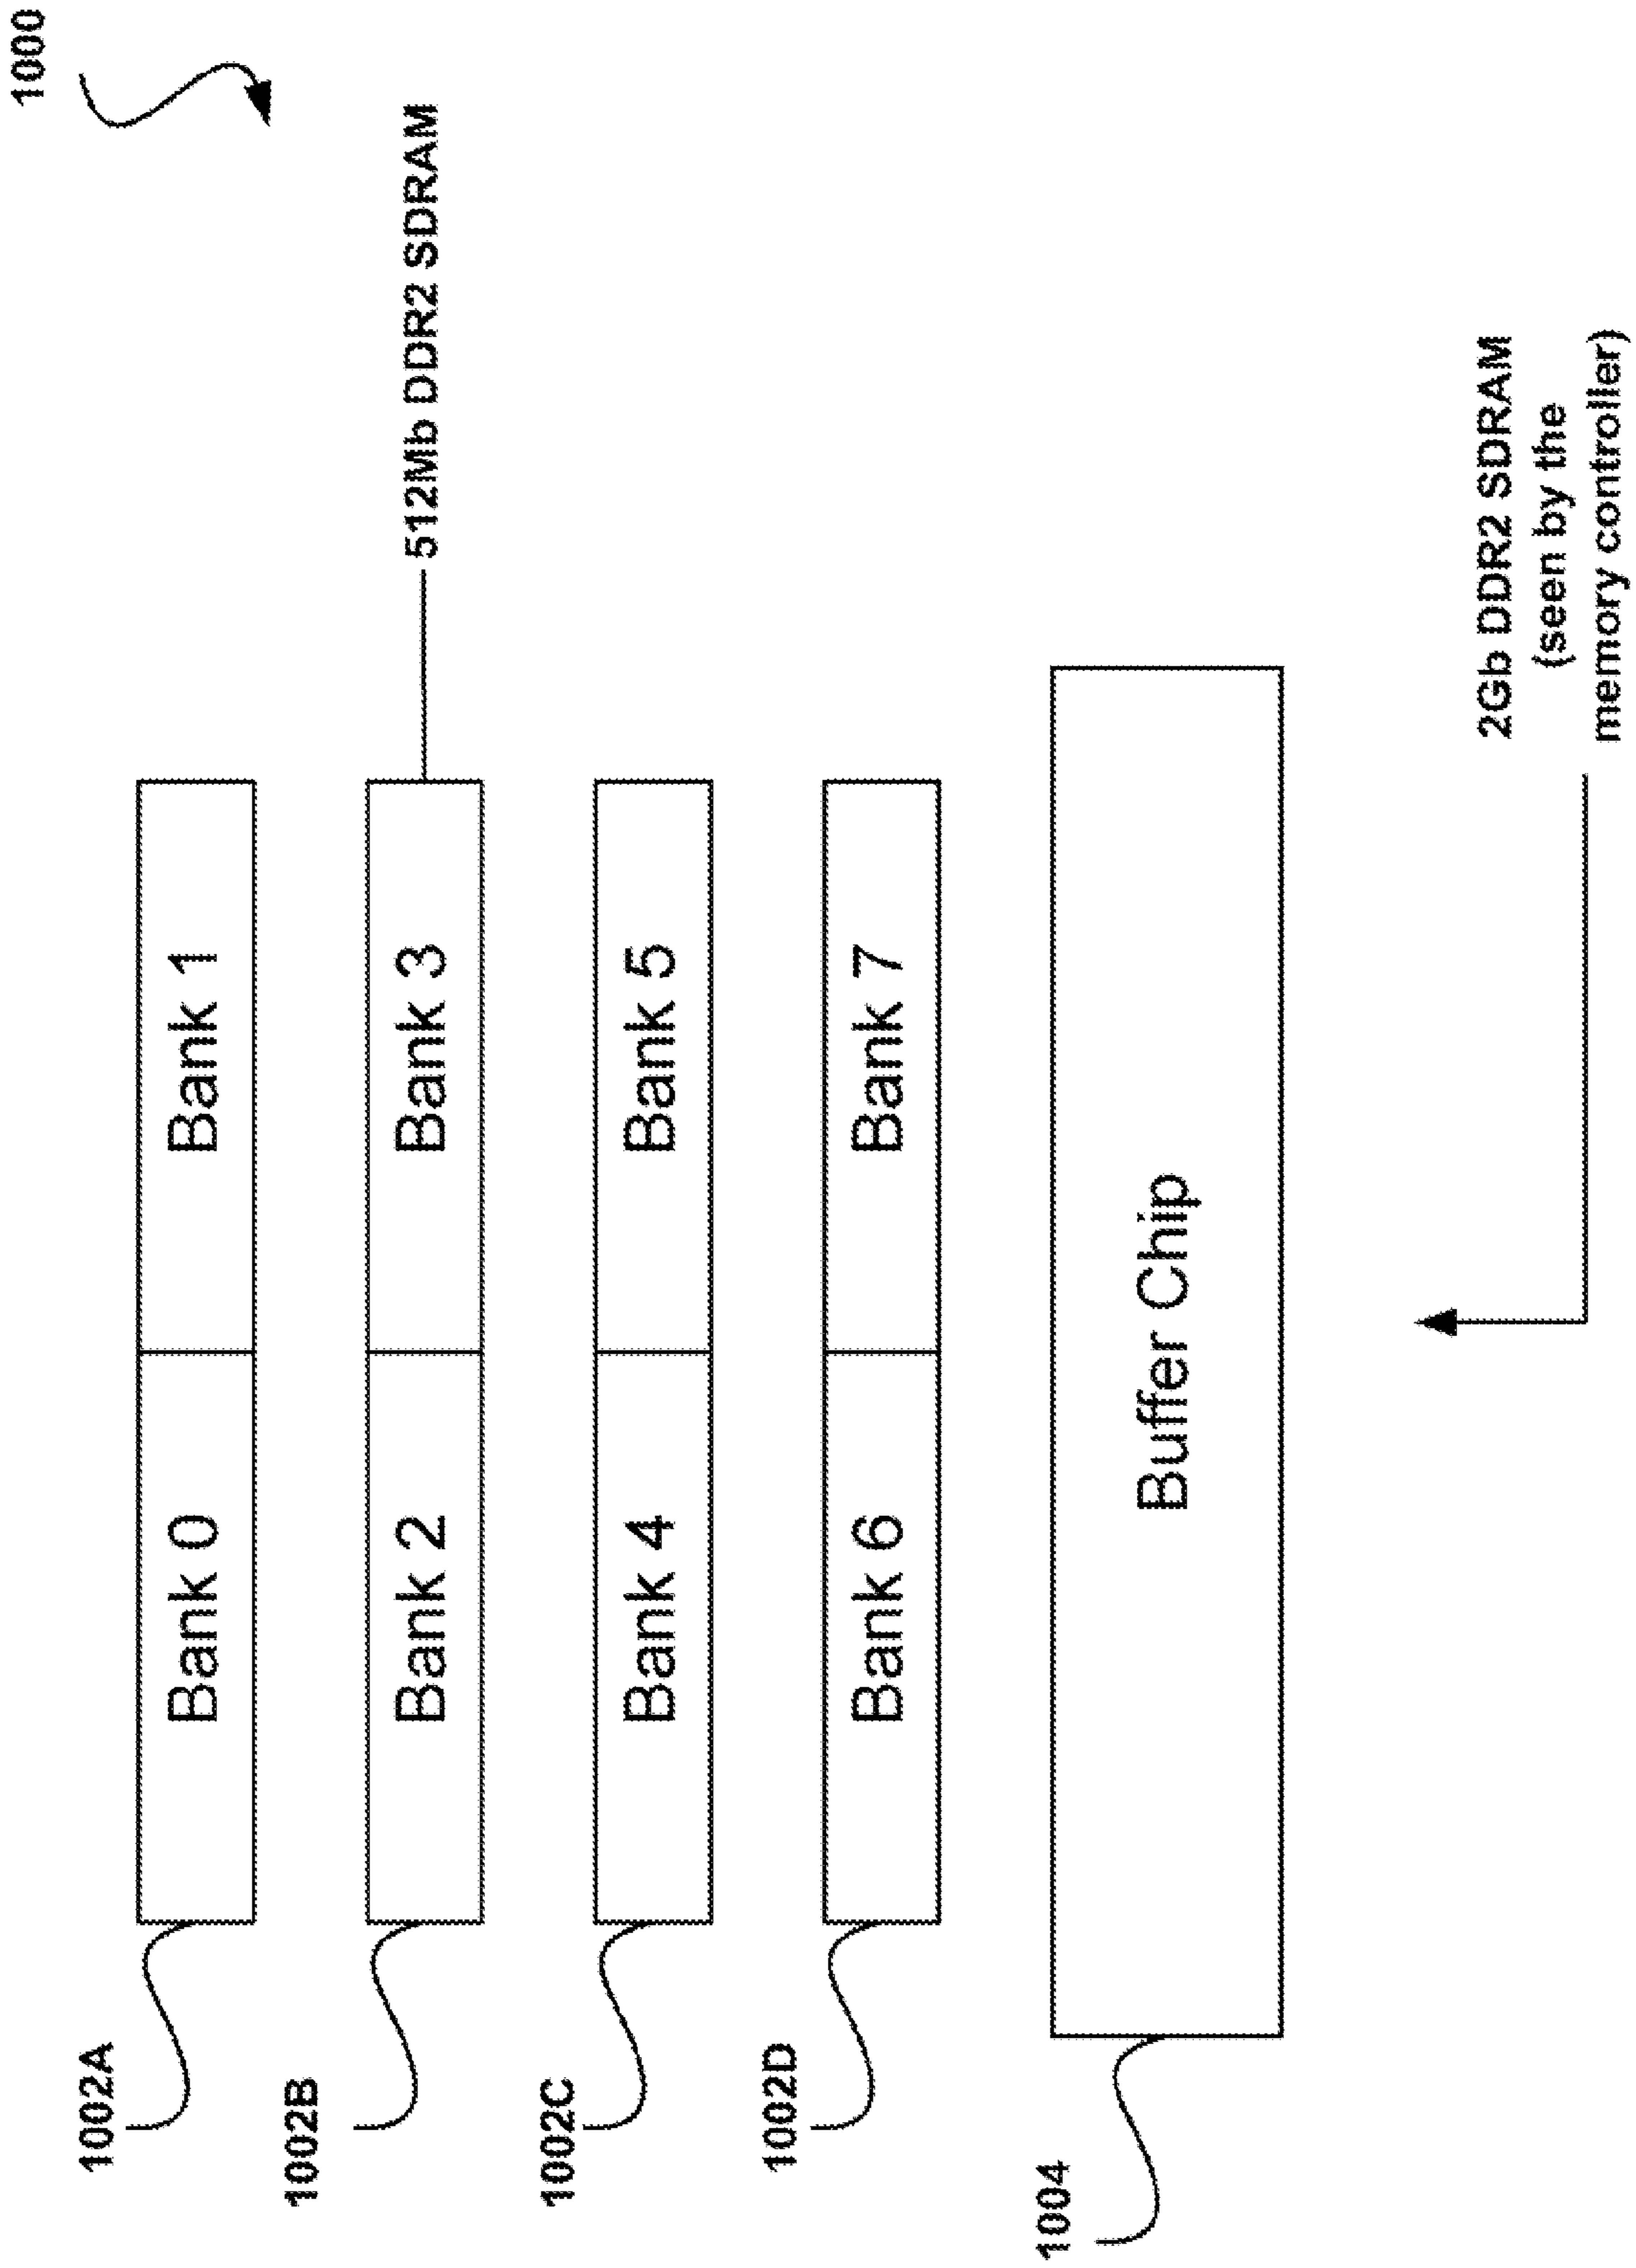 1000
1002A
Bank 0
Bank 1
1002B
Bank 2
Bank 3
512Mb DDR2 SDRAM
1002C
Bank 4
Bank 5
1002D
Bank 6
Bank 7
1004
Buffer Chip
2Gb DDR2 SDRAM
(seen by the
memory controller)